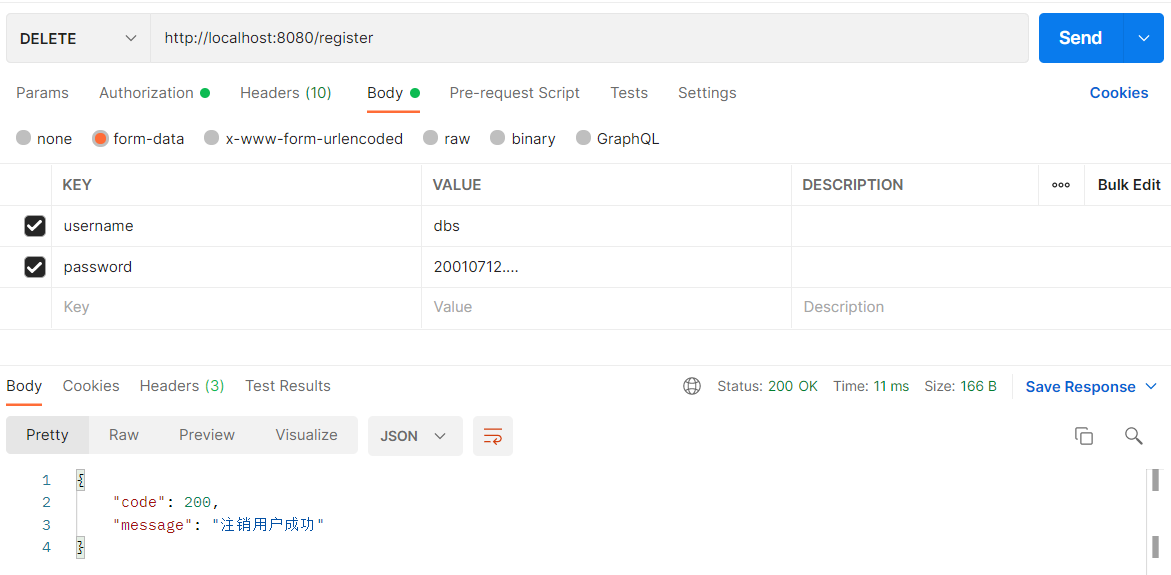 DELETE http://localhost:8080/register Send
Params Authorization Headers (10) Body Pre-request Script Tests Settings Cookies
none form-data x-www-form-urlencoded raw binary GraphQL
KEY VALUE DESCRIPTION ooo Bulk Edit
username dbs
password 20010712....
Key Value Description
Body Cookies Headers (3) Test Results Status: 200 OK Time: 11 ms Size: 166 B Save Response
Pretty Raw Preview Visualize JSON
1 {
2 "code": 200,
3 "message": "注销用户成功"
4 }